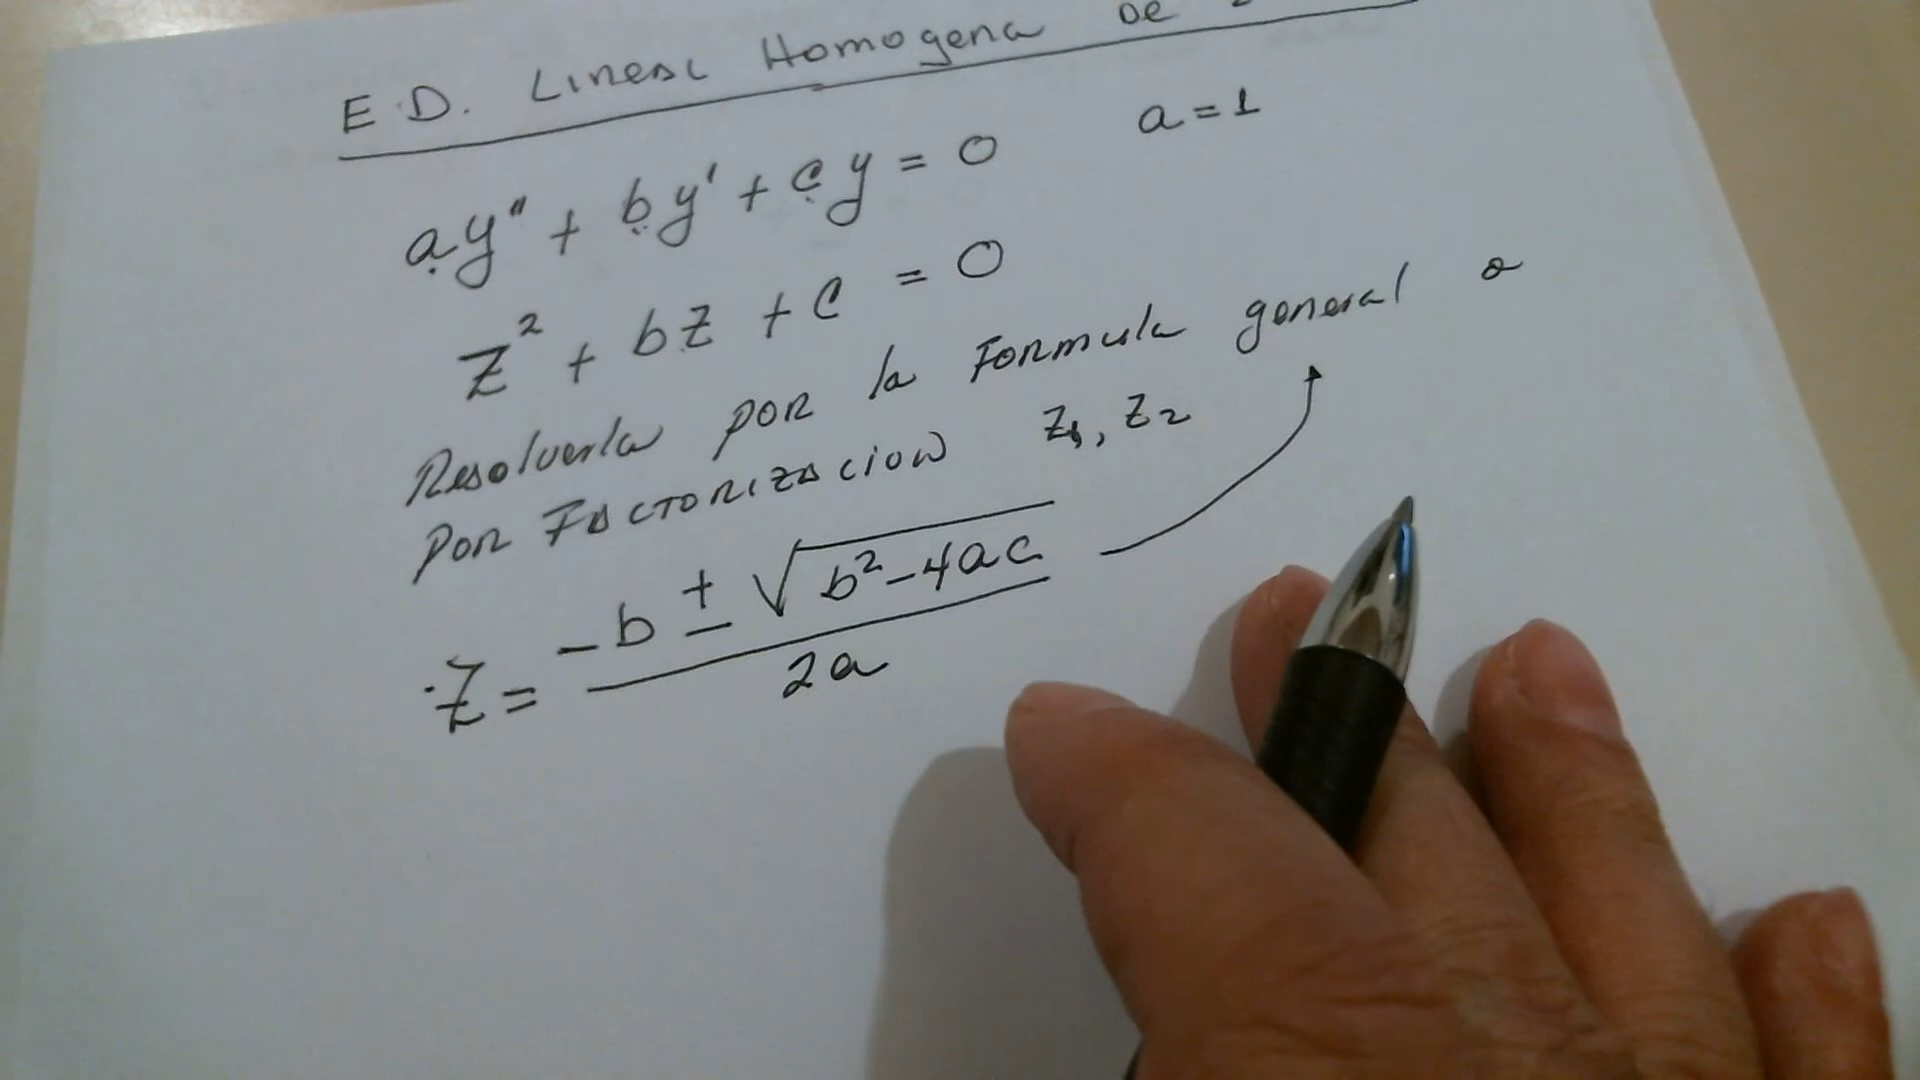 E.D. Lineal Homogena De
ay" + by' + cy = 0 a = 1
z² + bz + c = 0
Resolverla por la Formula general o
por Factorizacion z₁, z₂
z = -b ± √b²-4ac
2a